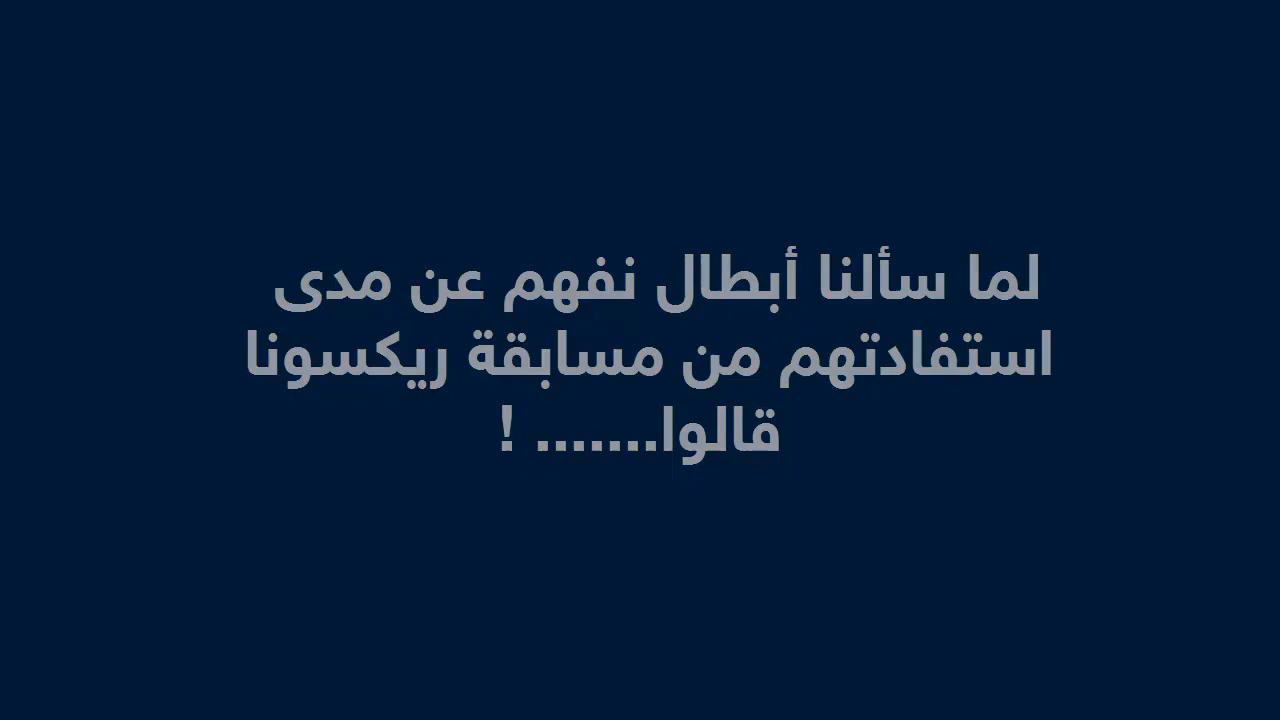 لما سألنا أبطال نفهم عن مدى
استفادتهم من مسابقة ريكسونا
قالوا....... !